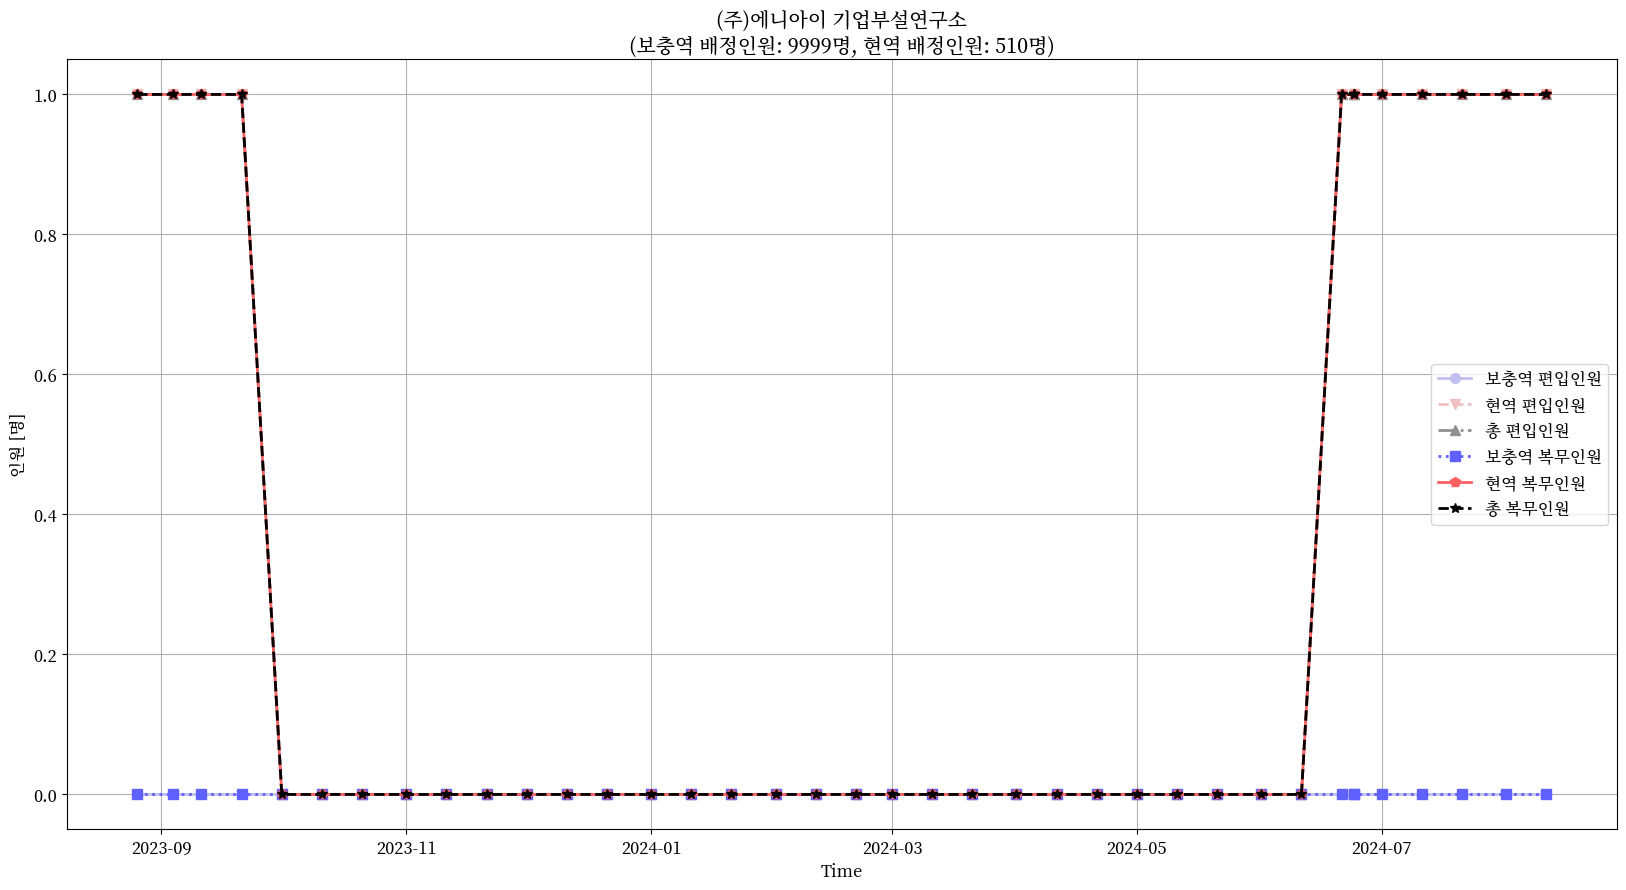 (주)에니아이 기업부설연구소
(보충역 배정인원: 9999명, 현역 배정인원: 510명)
인원 [명]
1.0
0.8
0.6
0.4
0.2
0.0
보충역 편입인원
현역 편입인원
총 편입인원
보충역 복무인원
현역 복무인원
총 복무인원
2023-09
2023-11
2024-01
2024-03
2024-05
2024-07
Time